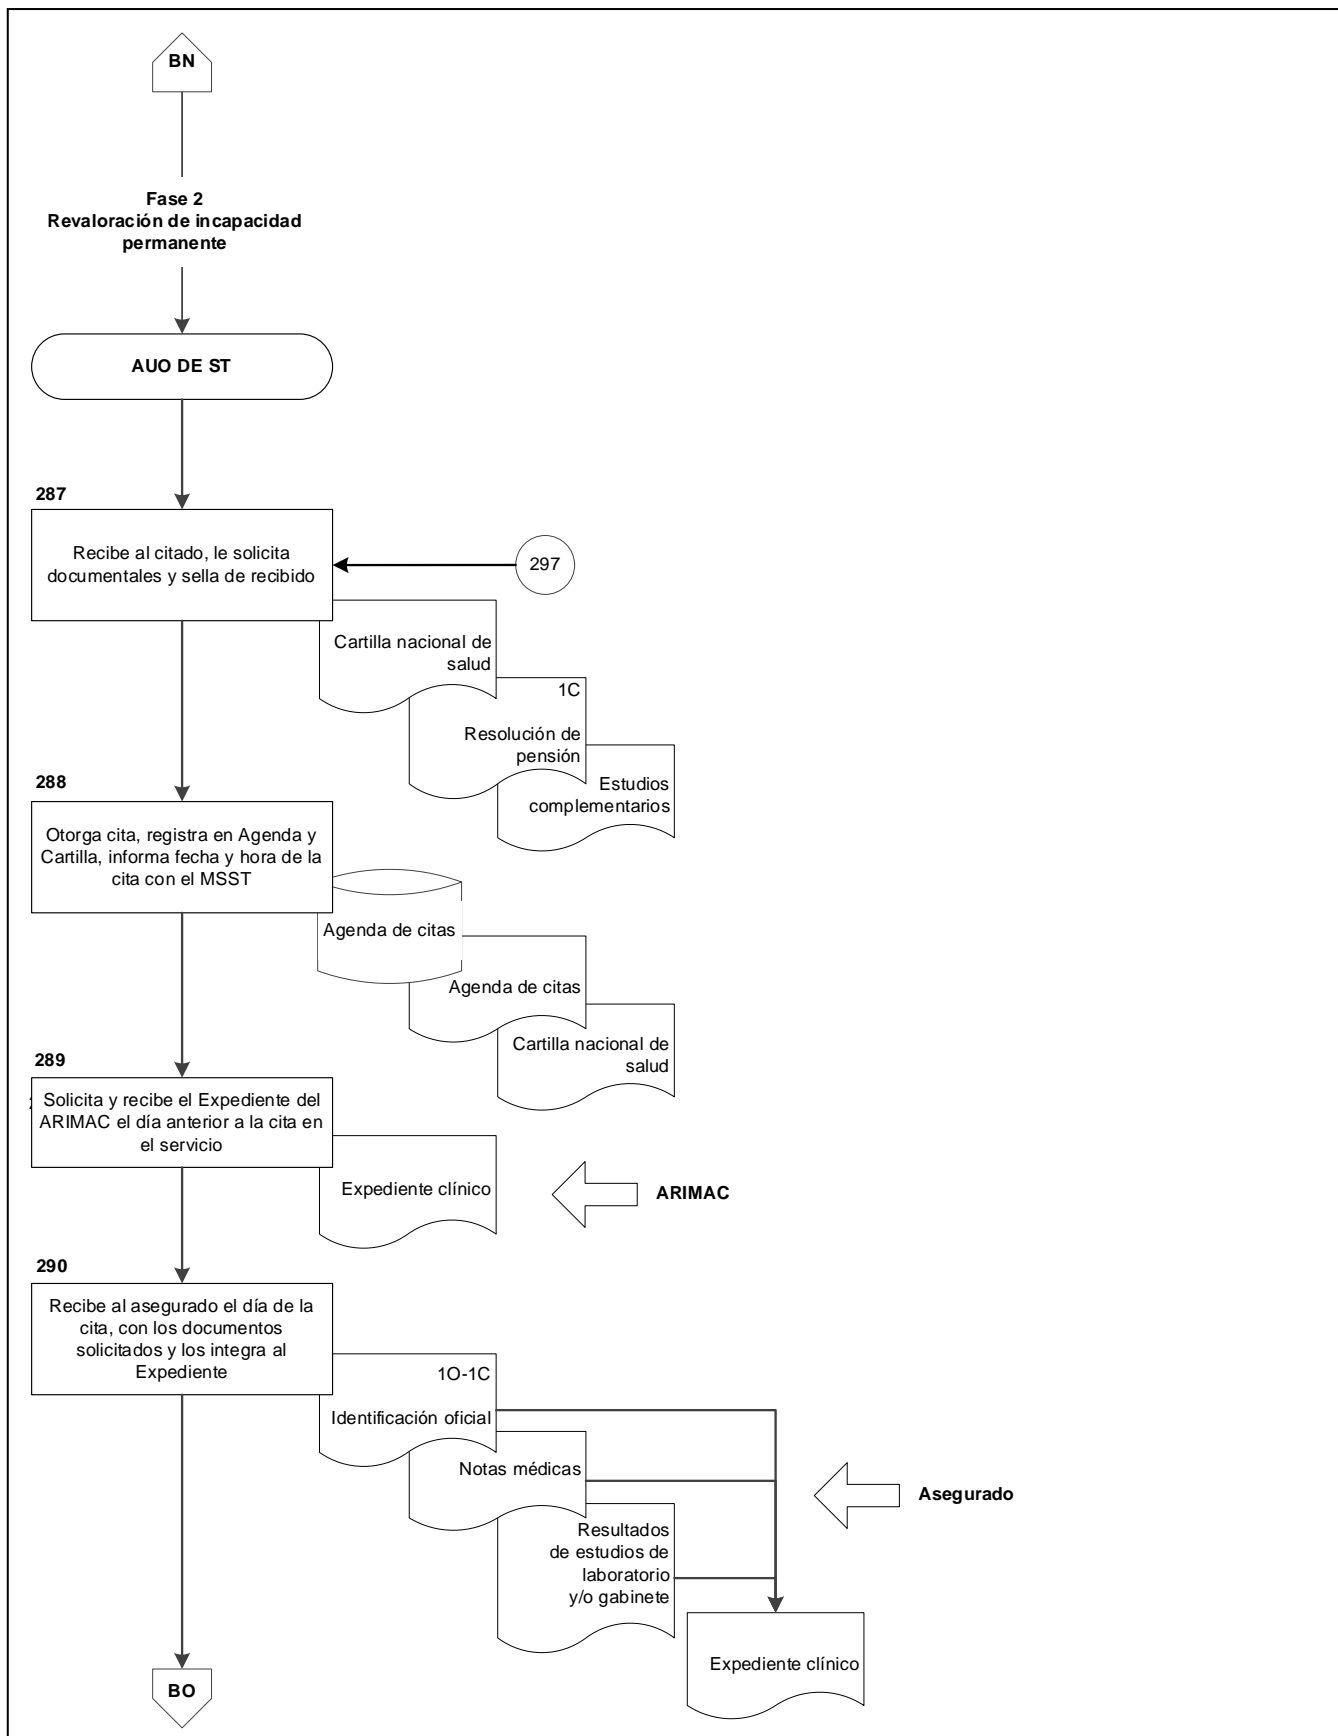 BN
Fase 2
Revaloración de incapacidad
permanente
AUO DE ST
287
Recibe al citado, le solicita
documentales y sella de recibido
297
Cartilla nacional de
salud
1C
Resolución de
pensión
Estudios
complementarios
288
Otorga cita, registra en Agenda y
Cartilla, informa fecha y hora de la
cita con el MSST
Agenda de citas
Agenda de citas
Cartilla nacional de
salud
289
Solicita y recibe el Expediente del
ARIMAC el día anterior a la cita en
el servicio
Expediente clínico
ARIMAC
290
Recibe al asegurado el día de la
cita, con los documentos
solicitados y los integra al
Expediente
1O-1C
Identificación oficial
Notas médicas
Asegurado
Resultados
de estudios de
laboratorio
y/o gabinete
Expediente clínico
BO